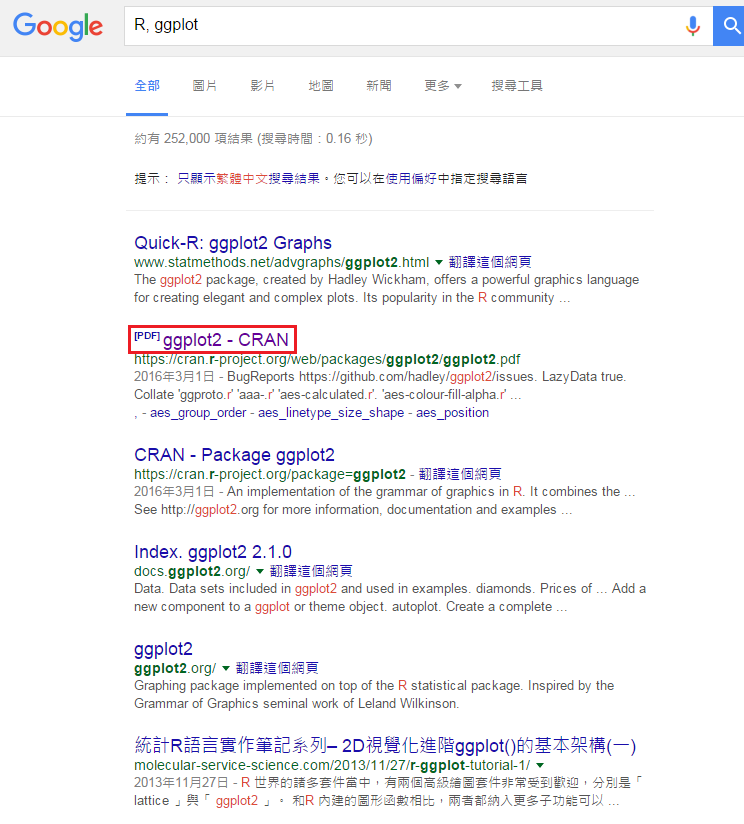 Google
R, ggplot
全部 圖片 影片 地圖 新聞 更多 搜尋工具
約有 252,000 項結果 (搜尋時間：0.16 秒)
提示： 只顯示繁體中文搜尋結果。您可以在使用偏好中指定搜尋語言
Quick-R: ggplot2 Graphs
www.statmethods.net/advgraphs/ggplot2.html 翻譯這個網頁
The ggplot2 package, created by Hadley Wickham, offers a powerful graphics language
for creating elegant and complex plots. Its popularity in the R community ...
[PDF] ggplot2 - CRAN
https://cran.r-project.org/web/packages/ggplot2/ggplot2.pdf
2016年3月1日 - BugReports https://github.com/hadley/ggplot2/issues. LazyData true.
Collate 'ggproto.r' 'aaa-.r' 'aes-calculated.r'. 'aes-colour-fill-alpha.r' ...
, - aes_group_order - aes_linetype_size_shape - aes_position
CRAN - Package ggplot2
https://cran.r-project.org/package=ggplot2 - 翻譯這個網頁
2016年3月1日 - An implementation of the grammar of graphics in R. It combines the ...
See http://ggplot2.org for more information, documentation and examples ...
Index. ggplot2 2.1.0
docs.ggplot2.org/ 翻譯這個網頁
Data. Data sets included in ggplot2 and used in examples. diamonds. Prices of ... Add a
new component to a ggplot or theme object. autoplot. Create a complete ...
ggplot2
ggplot2.org/ 翻譯這個網頁
Graphing package implemented on top of the R statistical package. Inspired by the
Grammar of Graphics seminal work of Leland Wilkinson.
統計R語言實作筆記系列– 2D視覺化進階ggplot()的基本架構(一)
molecular-service-science.com/2013/11/27/r-ggplot-tutorial-1/
2013年11月27日 - R 世界的諸多套件當中，有兩個高級繪圖套件非常受到歡迎，分別是「
lattice 」與「 ggplot2 」。 和R 內建的圖形函數相比，兩者都納入更多子功能可以 ...